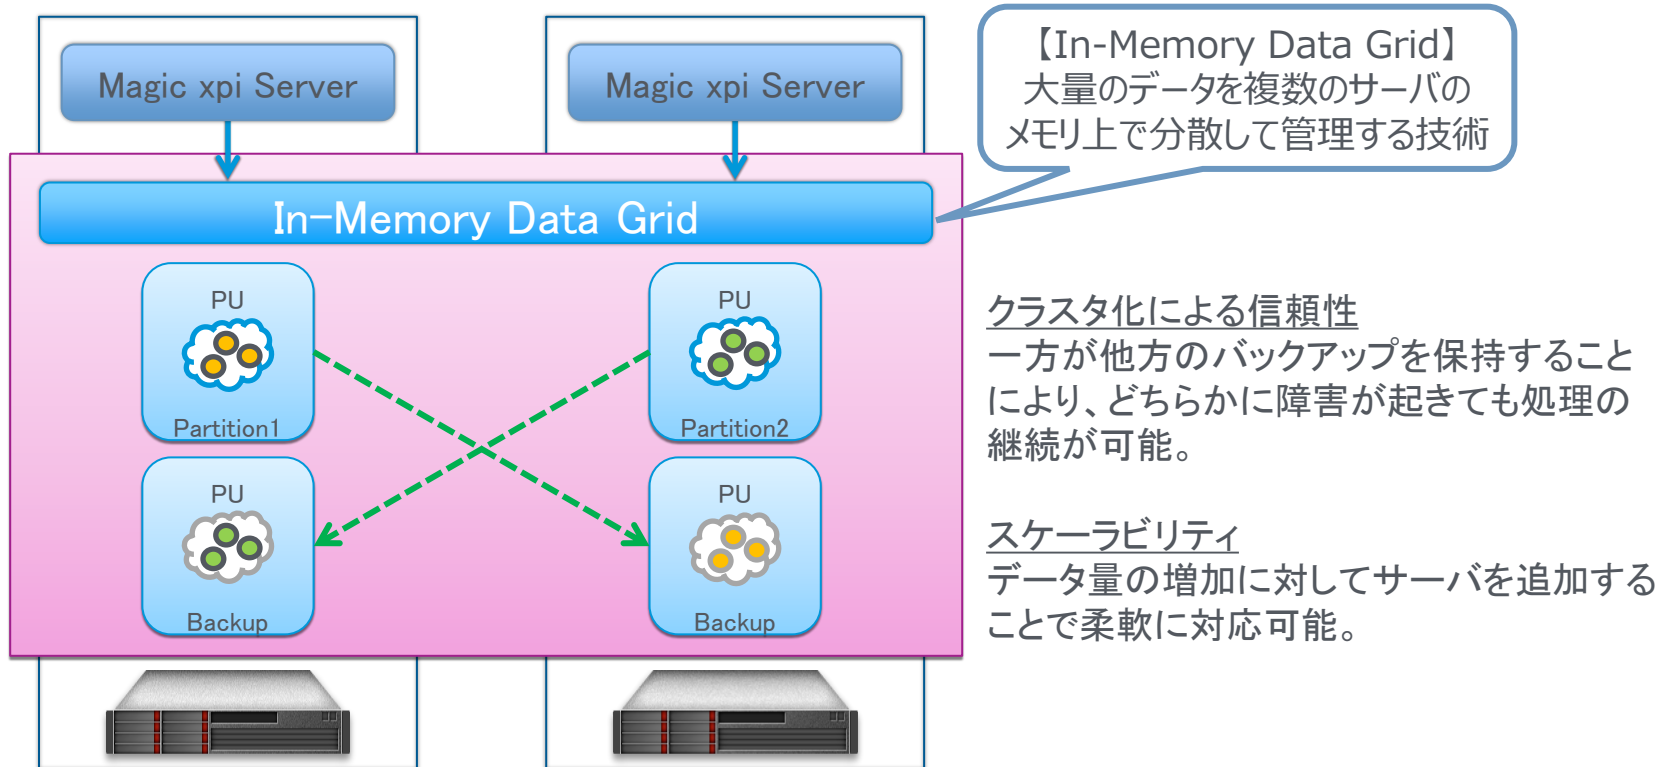 Magic xpi Server
Magic xpi Server
【In-Memory Data Grid】
大量のデータを複数のサーバの
メモリ上で分散して管理する技術
In-Memory Data Grid
PU
Partition1
PU
Partition2
PU
Backup
PU
Backup
クラスタ化による信頼性
一方が他方のバックアップを保持すること
により、どちらかに障害が起きても処理の
継続が可能。
スケーラビリティ
データ量の増加に対してサーバを追加する
ことで柔軟に対応可能。